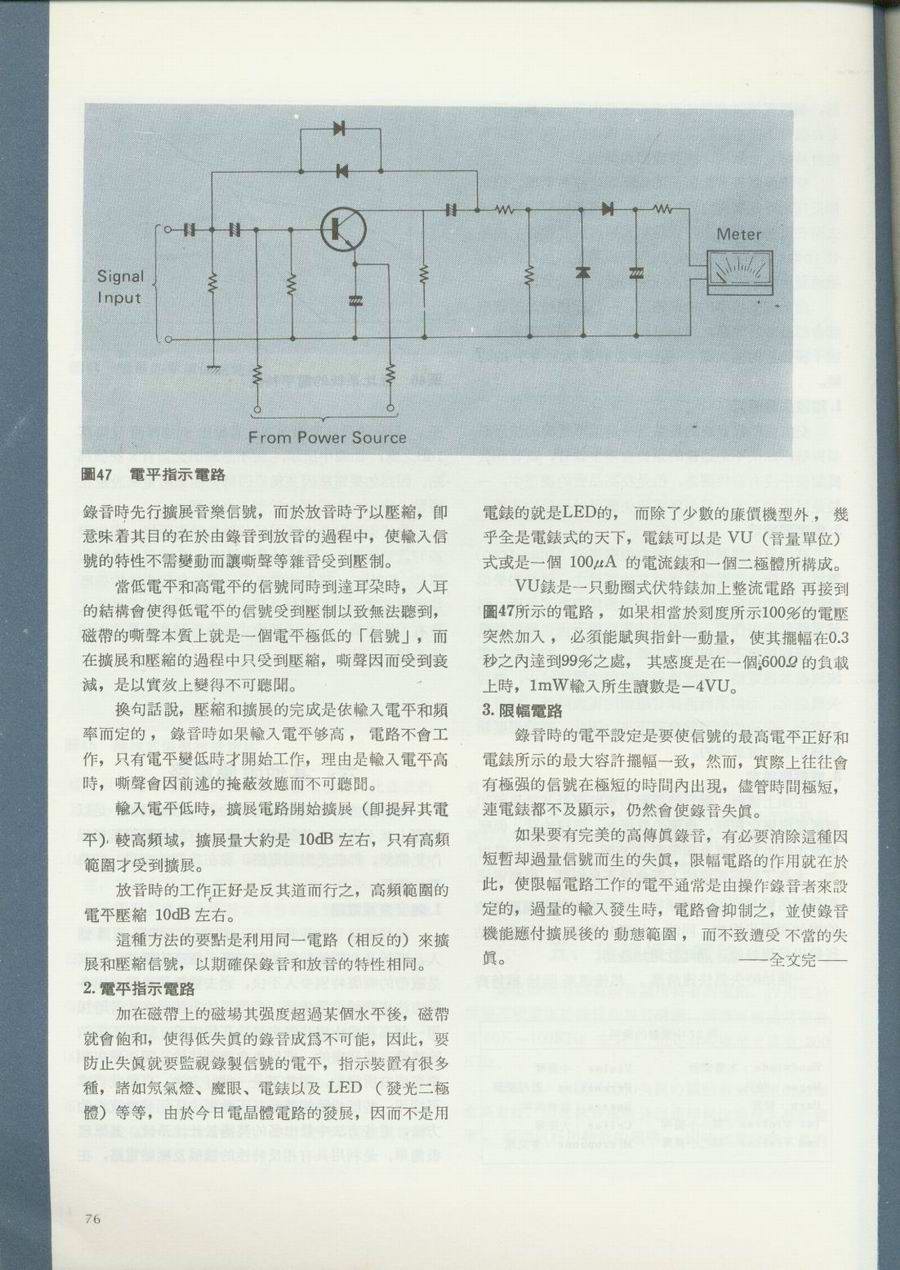 Signal
Input
Meter
From Power Source
圖47 電平指示電路
錄音時先行擴展音樂信號，而於放音時予以壓縮，卽
意味着其目的在於由錄音到放音的過程中，使輸入信
號的特性不需變動而讓嘶聲等雜音受到壓制。
當低電平和高電平的信號同時到達耳朶時，人耳
的結構會使得低電平的信號受到壓制以致無法聽到，
磁帶的嘶聲本質上就是一個電平極低的「信號」，而
在擴展和壓縮的過程中只受到壓縮，嘶聲因而受到衰
減，是以實效上變得不可聽聞。
換句話說，壓縮和擴展的完成是依輸入電平和頻
率而定的，錄音時如果輸入電平够高，電路不會工
作，只有電平變低時才開始工作，理由是輸入電平高
時，嘶聲會因前述的掩蔽效應而不可聽聞。
輸入電平低時，擴展電路開始擴展（卽提昇其電
平）較高頻域，擴展量大約是 10dB 左右，只有高頻
範圍才受到擴展。
放音時的工作正好是反其道而行之，高頻範圍的
電平壓縮 10dB 左右。
這種方法的要點是利用同一電路（相反的）來擴
展和壓縮信號，以期確保錄音和放音的特性相同。
2. 電平指示電路
加在磁帶上的磁場其强度超過某個水平後，磁帶
就會飽和，使得低失眞的錄音成爲不可能，因此，要
防止失眞就要監視錄製信號的電平，指示裝置有很多
種，諸如氖氣燈、魔眼、電錶以及 LED （發光二極
體）等等，由於今日電晶體電路的發展，因而不是用
電錶的就是LED的，而除了少數的廉價機型外，幾
乎全是電錶式的天下，電錶可以是 VU（音量單位）
式或是一個 100μA 的電流錶和一個二極體所構成。
VU錶是一只動圈式伏特錶加上整流電路再接到
圖47所示的電路，如果相當於刻度所示100%的電壓
突然加入，必須能賦與指針一動量，使其擺幅在0.3
秒之內達到99%之處，其感度是在一個600Ω的負載
上時，1mW輸入所生讀數是－4VU。
3. 限幅電路
錄音時的電平設定是要使信號的最高電平正好和
電錶所示的最大容許擺幅一致，然而，實際上往往會
有極强的信號在極短的時間內出現，儘管時間極短，
連電錶都不及顯示，仍然會使錄音失眞。
如果要有完美的高傳眞錄音，有必要消除這種因
短暫却過量信號而生的失眞，限幅電路的作用就在於
此，使限幅電路工作的電平通常是由操作錄音者來設
定的，過量的輸入發生時，電路會抑制之，並使錄音
機能應付擴展後的動態範圍，而不致遭受不當的失
眞。 ——全文完——
76